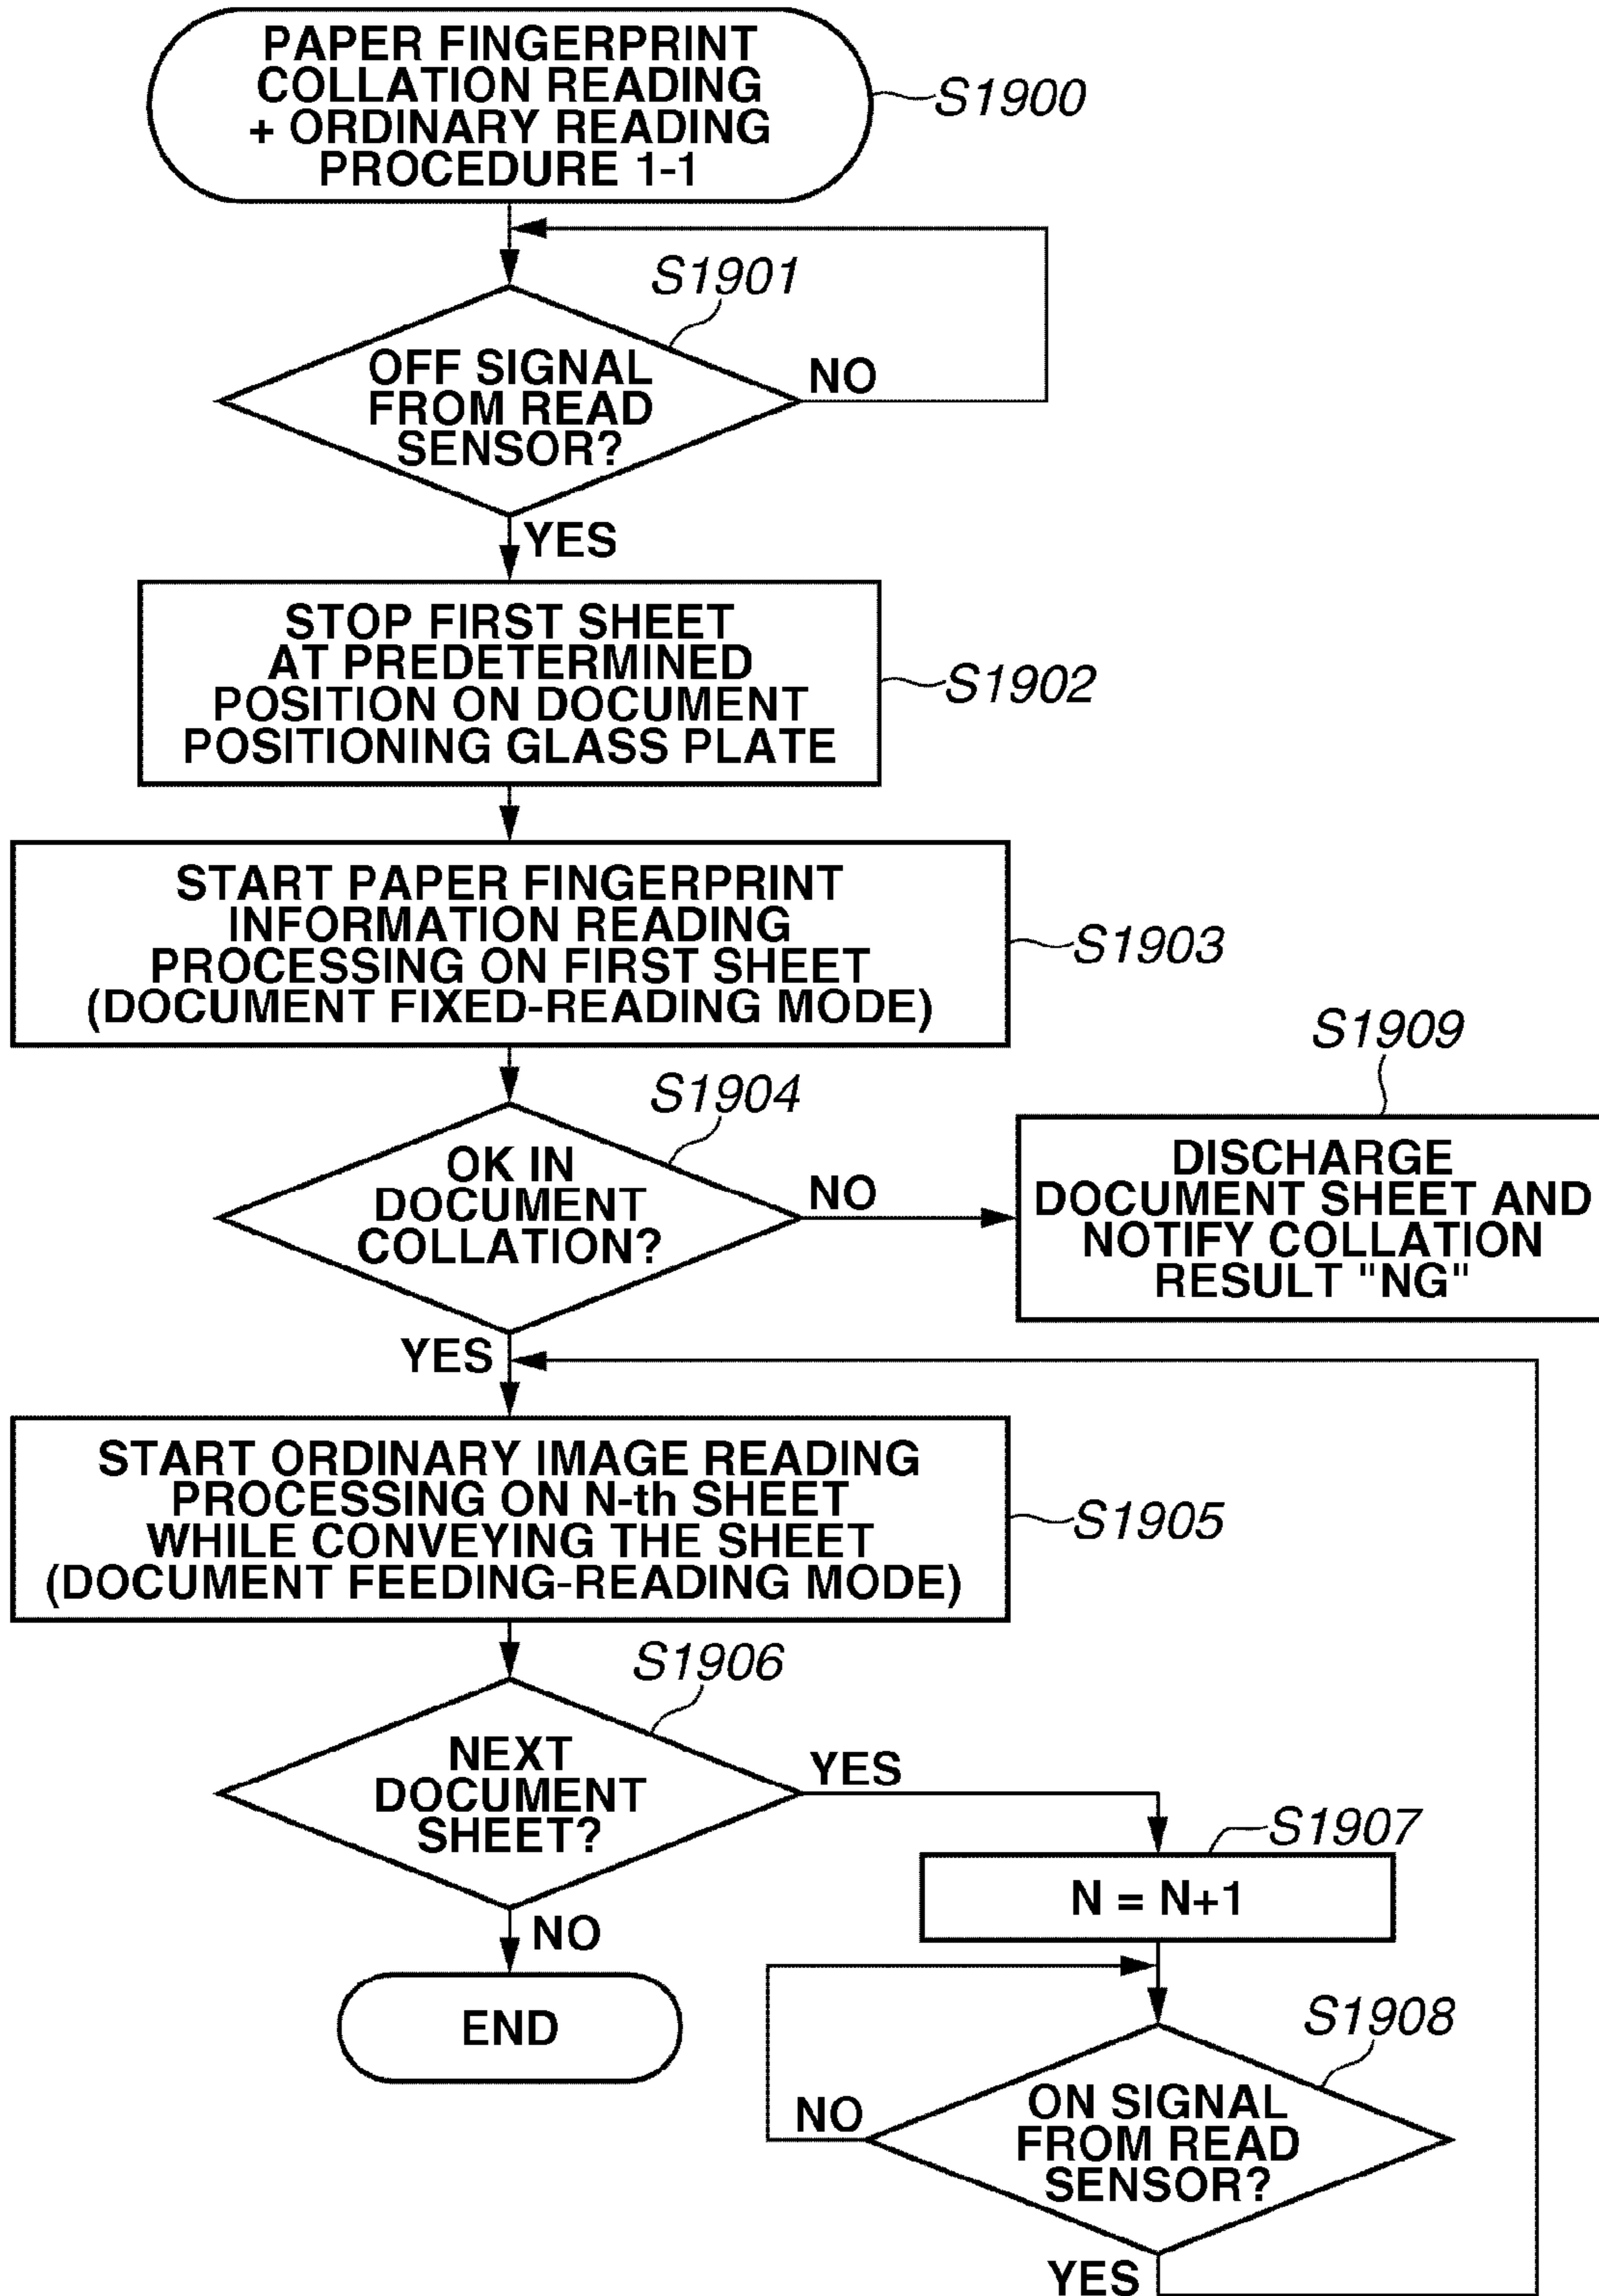 PAPER FINGERPRINT
COLLATION READING
+ ORDINARY READING
PROCEDURE 1-1
S1900
S1901
OFF SIGNAL
FROM READ
SENSOR?
NO
YES
STOP FIRST SHEET
AT PREDETERMINED
POSITION ON DOCUMENT
POSITIONING GLASS PLATE
S1902
START PAPER FINGERPRINT
INFORMATION READING
PROCESSING ON FIRST SHEET
(DOCUMENT FIXED-READING MODE)
S1903
S1904
OK IN
DOCUMENT
COLLATION?
NO
S1909
DISCHARGE
DOCUMENT SHEET AND
NOTIFY COLLATION
RESULT "NG"
YES
START ORDINARY IMAGE READING
PROCESSING ON N-th SHEET
WHILE CONVEYING THE SHEET
(DOCUMENT FEEDING-READING MODE)
S1905
S1906
NEXT
DOCUMENT
SHEET?
YES
S1907
N = N+1
NO
END
S1908
ON SIGNAL
FROM READ
SENSOR?
NO
YES